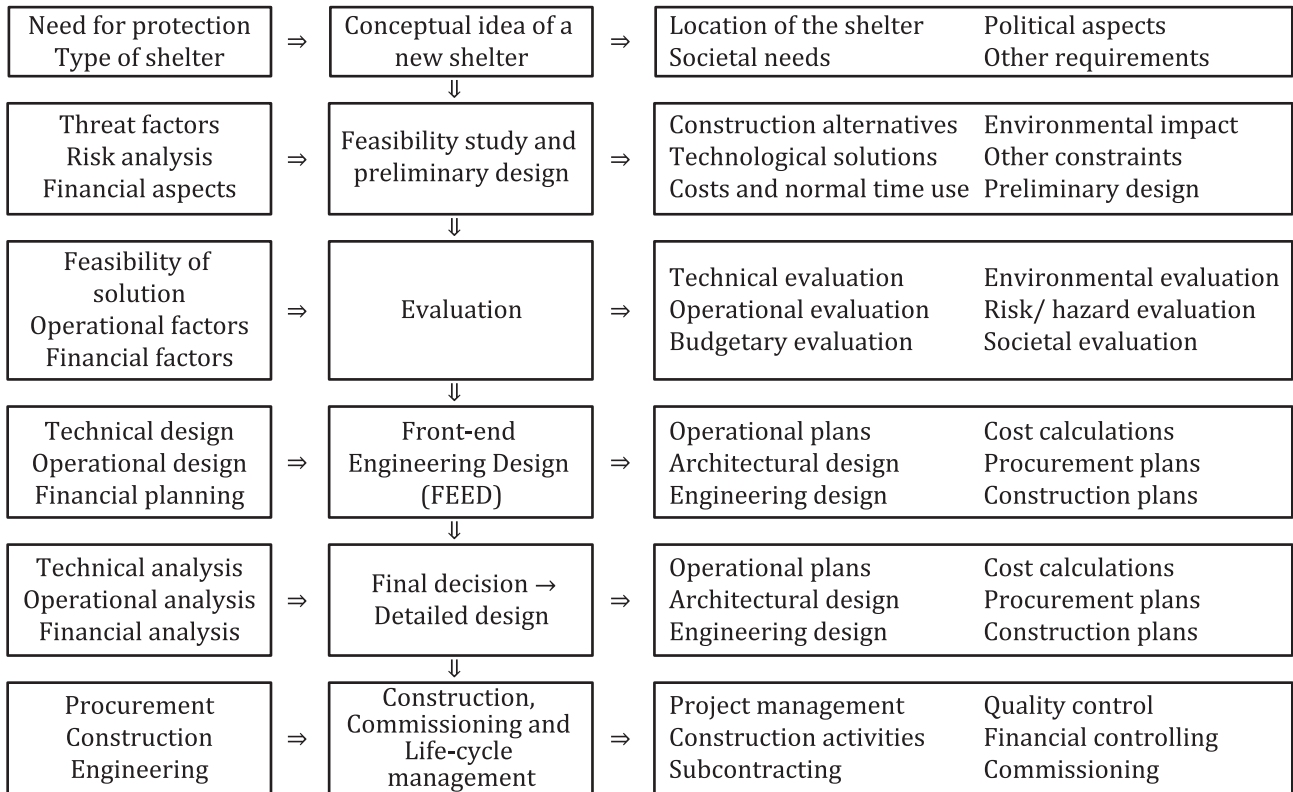 Need for protection
Type of shelter
⇒
Conceptual idea of a
new shelter
⇒
Location of the shelter
Societal needs
Political aspects
Other requirements
⇓
Threat factors
Risk analysis
Financial aspects
⇒
Feasibility study and
preliminary design
⇒
Construction alternatives
Technological solutions
Costs and normal time use
Environmental impact
Other constraints
Preliminary design
⇓
Feasibility of
solution
Operational factors
Financial factors
⇒
Evaluation
⇒
Technical evaluation
Operational evaluation
Budgetary evaluation
Environmental evaluation
Risk/ hazard evaluation
Societal evaluation
⇓
Technical design
Operational design
Financial planning
⇒
Front-end
Engineering Design
(FEED)
⇒
Operational plans
Architectural design
Engineering design
Cost calculations
Procurement plans
Construction plans
⇓
Technical analysis
Operational analysis
Financial analysis
⇒
Final decision →
Detailed design
⇒
Operational plans
Architectural design
Engineering design
Cost calculations
Procurement plans
Construction plans
⇓
Procurement
Construction
Engineering
⇒
Construction,
Commissioning and
Life-cycle
management
⇒
Project management
Construction activities
Subcontracting
Quality control
Financial controlling
Commissioning